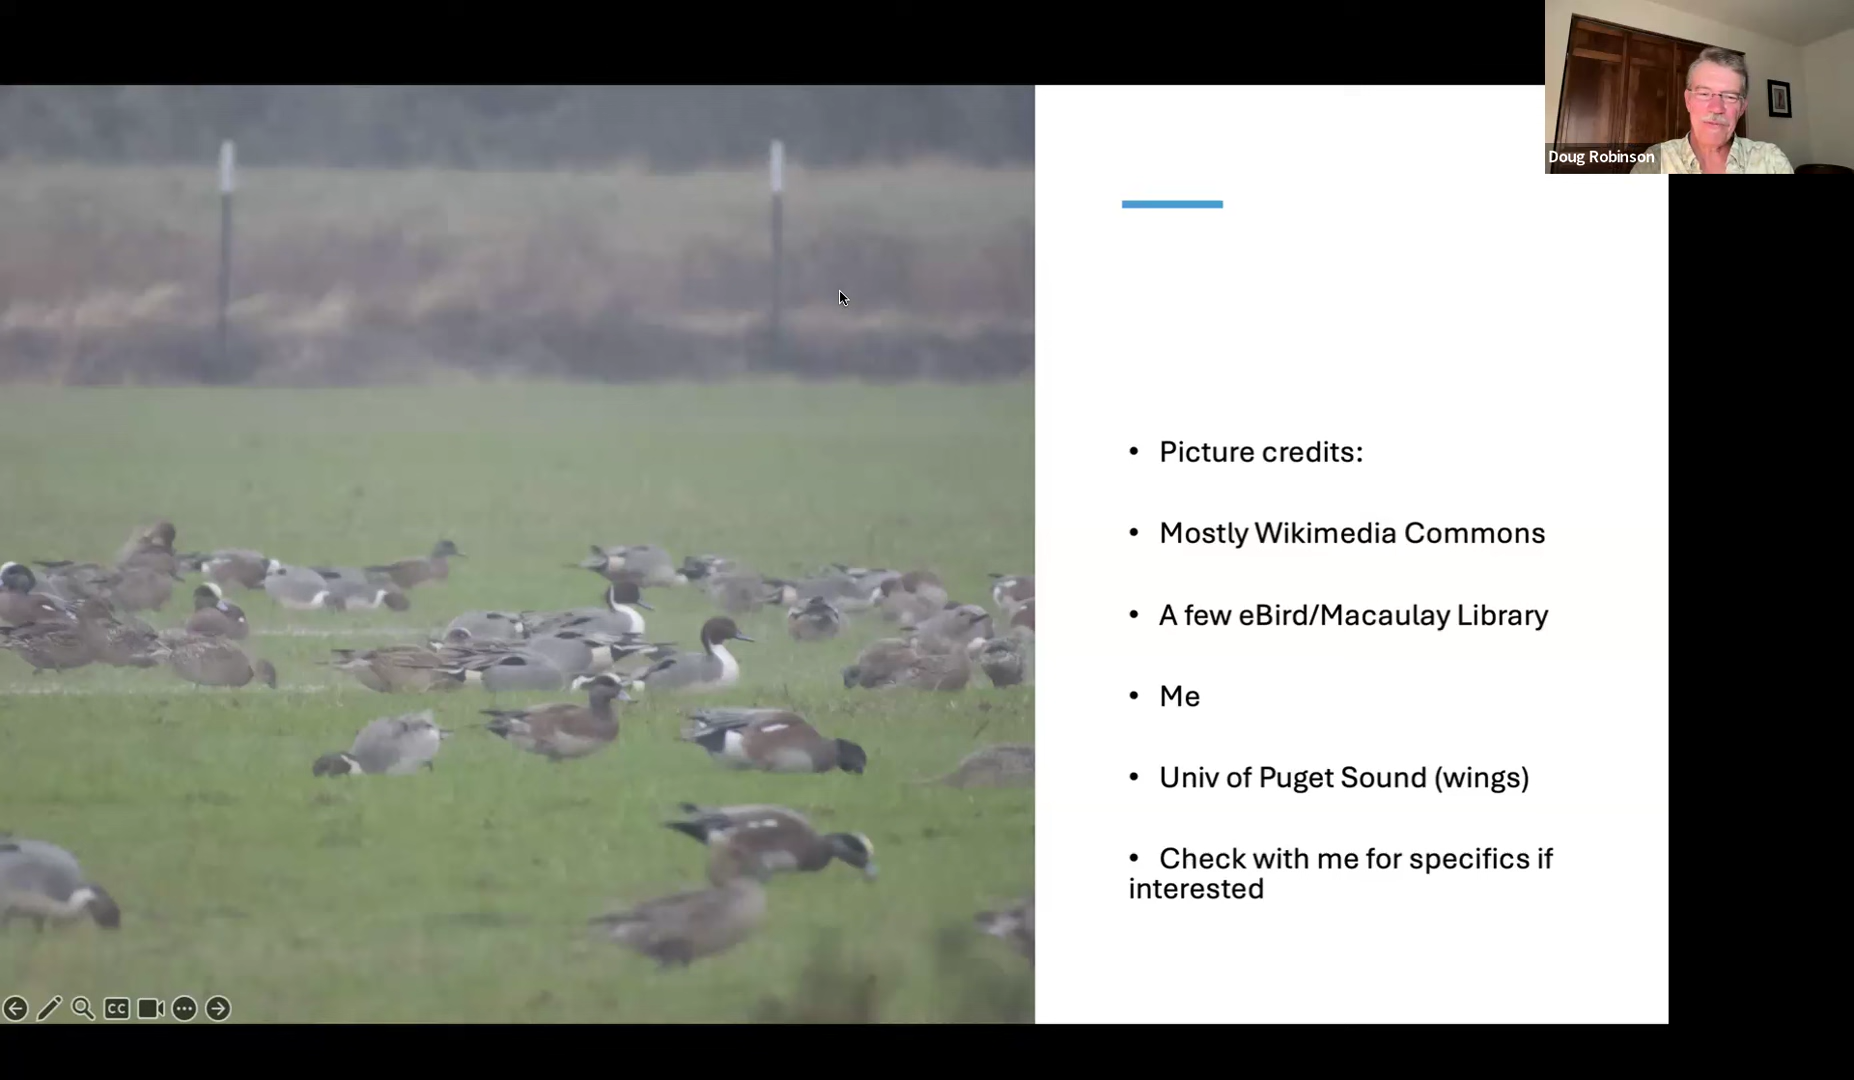 Doug Robinson
• Picture credits:
• Mostly Wikimedia Commons
• A few eBird/Macaulay Library
• Me
• Univ of Puget Sound (wings)
• Check with me for specifics if
interested
CC